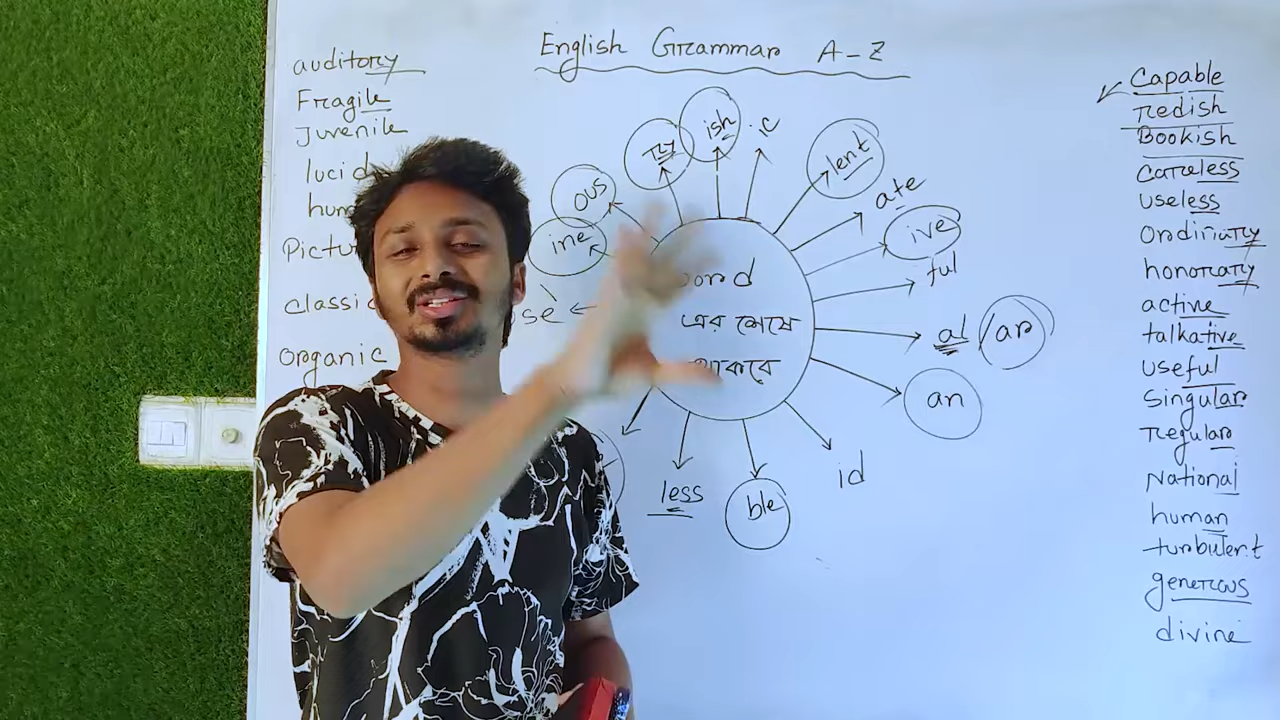 English Grammar A-Z
auditory
Fragile
Juvenile
classic
organic
ous
ine
se
ry
ish
ic
lent
ate
ive
ful
al / ar
an
id
ble
less
এর শেষে
থাকবে
Capable
redish
Bookish
Careless
useless
Ordinary
honorary
active
talkative
useful
Singular
regular
National
human
turbulent
generous
divine